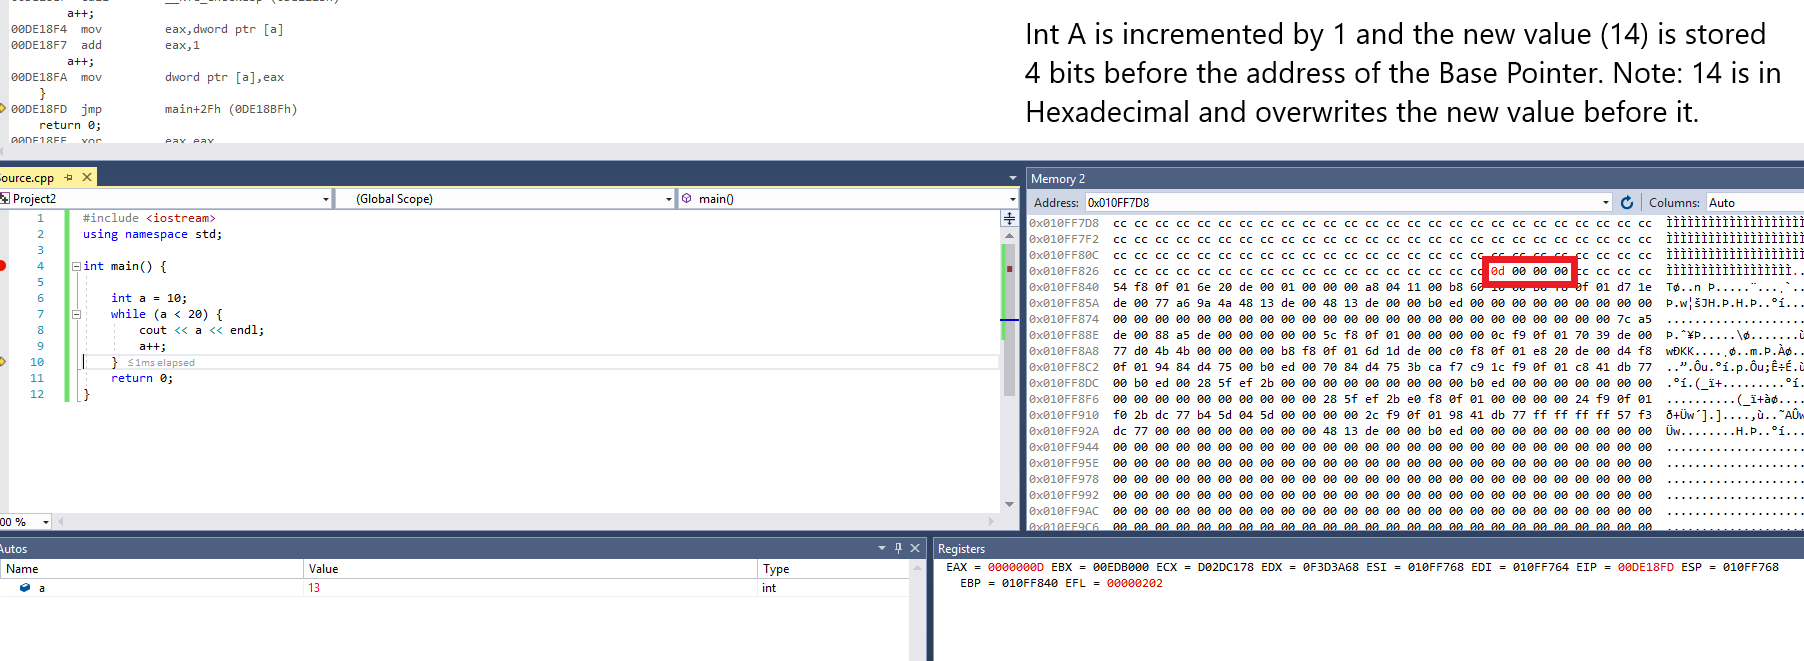 a++;
00DE18F4 mov eax,dword ptr [a]
00DE18F7 add eax,1
a++;
00DE18FA mov dword ptr [a],eax
}
00DE18FD jmp main+2Fh (0DE18BFh)
return 0;
00DE18FF xor eax,eax
Int A is incremented by 1 and the new value (14) is stored
4 bits before the address of the Base Pointer. Note: 14 is in
Hexadecimal and overwrites the new value before it.
Source.cpp
Project2 (Global Scope) main()
1 #include <iostream>
2 using namespace std;
3
4 int main() {
5
6 int a = 10;
7 while (a < 20) {
8 cout << a << endl;
9 a++;
10 } ≤1ms elapsed
11 return 0;
12 }
00 %
Memory 2
Address: 0x010FF7D8 Columns: Auto
0x010FF7D8 cc cc cc cc cc cc cc cc cc cc cc cc cc cc cc cc cc cc cc cc cc cc cc cc cc cc
0x010FF7F2 cc cc cc cc cc cc cc cc cc cc cc cc cc cc cc cc cc cc cc cc cc cc cc cc cc cc
0x010FF80C cc cc cc cc cc cc cc cc cc cc cc cc cc cc cc cc cc cc cc cc cc cc cc cc cc cc
0x010FF826 cc cc cc cc cc cc cc cc cc cc cc cc cc cc cc cc cc cc 0d 00 00 00 cc cc cc cc
0x010FF840 54 f8 0f 01 6e 20 de 00 01 00 00 00 a8 04 11 00 b8 60 10 00 00 f8 0f 01 d7 1e
0x010FF85A de 00 77 a6 9a 4a 48 13 de 00 48 13 de 00 00 b0 ed 00 00 00 00 00 00 00 00 00
0x010FF874 00 00 00 00 00 00 00 00 00 00 00 00 00 00 00 00 00 00 00 00 00 00 00 00 7c a5
0x010FF88E de 00 88 a5 de 00 00 00 00 00 5c f8 0f 01 00 00 00 00 0c f9 0f 01 70 39 de 00
0x010FF8A8 77 d0 4b 4b 00 00 00 00 b8 f8 0f 01 6d 1d de 00 c0 f8 0f 01 e8 20 de 00 d4 f8
0x010FF8C2 0f 01 94 84 d4 75 00 b0 ed 00 70 84 d4 75 3b ca f7 c9 1c f9 0f 01 c8 41 db 77
0x010FF8DC 00 b0 ed 00 28 5f ef 2b 00 00 00 00 00 00 00 00 00 b0 ed 00 00 00 00 00 00 00
0x010FF8F6 00 00 00 00 00 00 00 00 00 00 28 5f ef 2b e0 f8 0f 01 00 00 00 00 24 f9 0f 01
0x010FF910 f0 2b dc 77 b4 5d 04 5d 00 00 00 00 2c f9 0f 01 98 41 db 77 ff ff ff ff 57 f3
0x010FF92A dc 77 00 00 00 00 00 00 00 00 48 13 de 00 00 b0 ed 00 00 00 00 00 00 00 00 00
0x010FF944 00 00 00 00 00 00 00 00 00 00 00 00 00 00 00 00 00 00 00 00 00 00 00 00 00 00
0x010FF95E 00 00 00 00 00 00 00 00 00 00 00 00 00 00 00 00 00 00 00 00 00 00 00 00 00 00
0x010FF978 00 00 00 00 00 00 00 00 00 00 00 00 00 00 00 00 00 00 00 00 00 00 00 00 00 00
0x010FF992 00 00 00 00 00 00 00 00 00 00 00 00 00 00 00 00 00 00 00 00 00 00 00 00 00 00
0x010FF9AC 00 00 00 00 00 00 00 00 00 00 00 00 00 00 00 00 00 00 00 00 00 00 00 00 00 00
0x010FF9C6 00 00 00 00 00 00 00 00 00 00 00 00 00 00 00 00 00 00 00 00 00 00 00 00 00 00
Autos
Name Value Type
a 13 int
Registers
EAX = 0000000D EBX = 00EDB000 ECX = D02DC178 EDX = 0F3D3A68 ESI = 010FF768 EDI = 010FF764 EIP = 00DE18FD ESP = 010FF768
EBP = 010FF840 EFL = 00000202